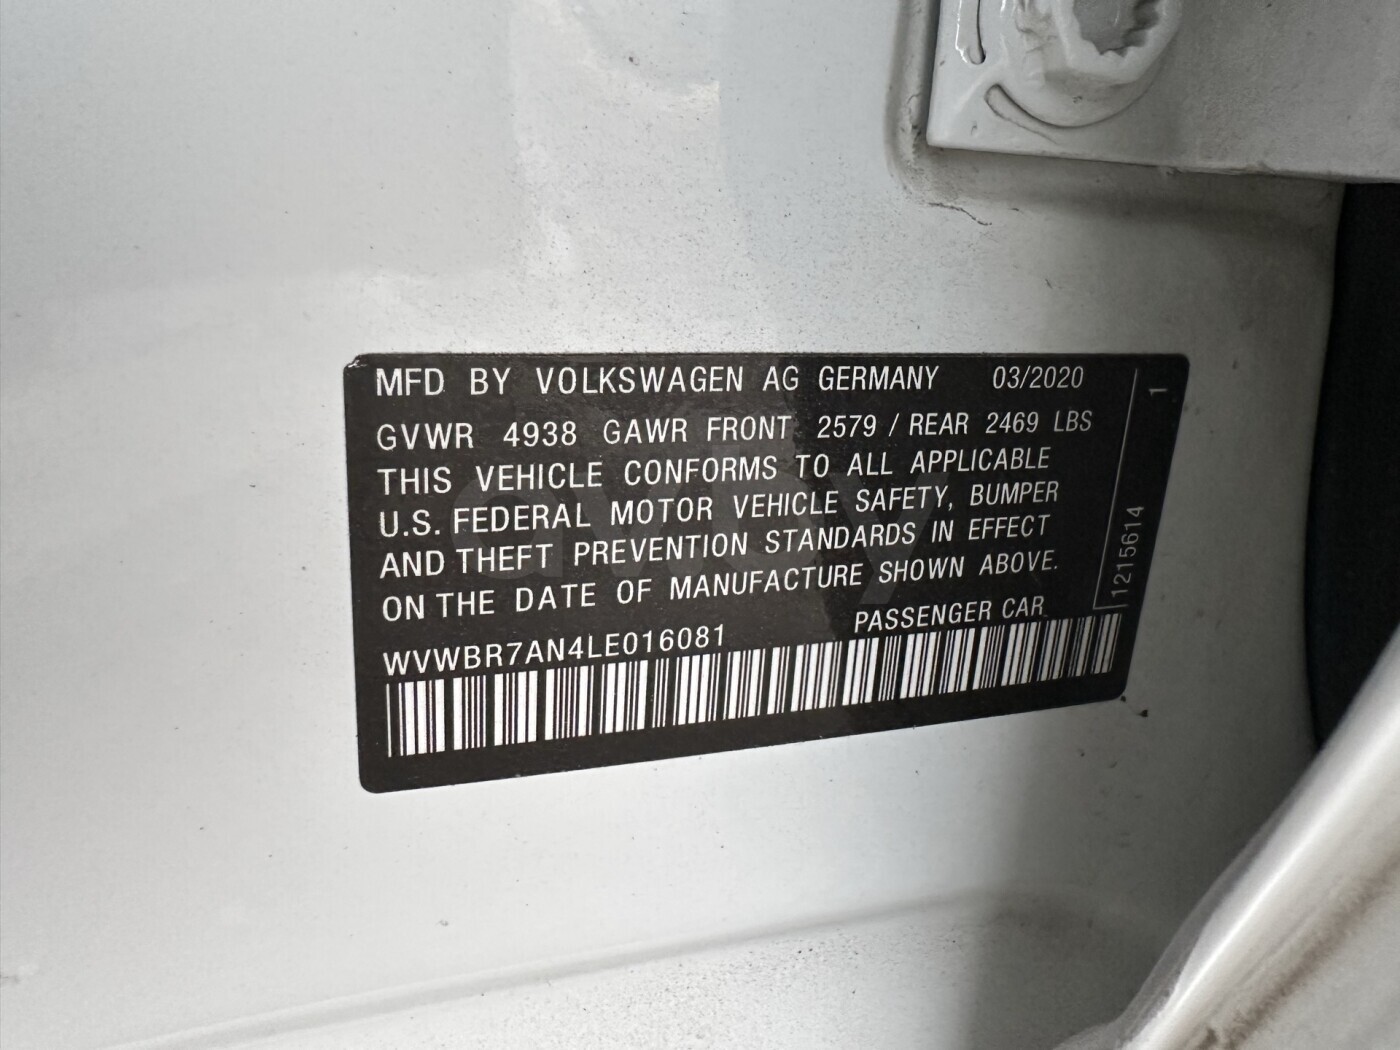 MFD BY VOLKSWAGEN AG GERMANY 03/2020
GVWR 4938 GAWR FRONT 2579 / REAR 2469 LBS
THIS VEHICLE CONFORMS TO ALL APPLICABLE
U.S. FEDERAL MOTOR VEHICLE SAFETY, BUMPER
AND THEFT PREVENTION STANDARDS IN EFFECT
ON THE DATE OF MANUFACTURE SHOWN ABOVE.
WVWBR7AN4LE016081 PASSENGER CAR
1215614 1